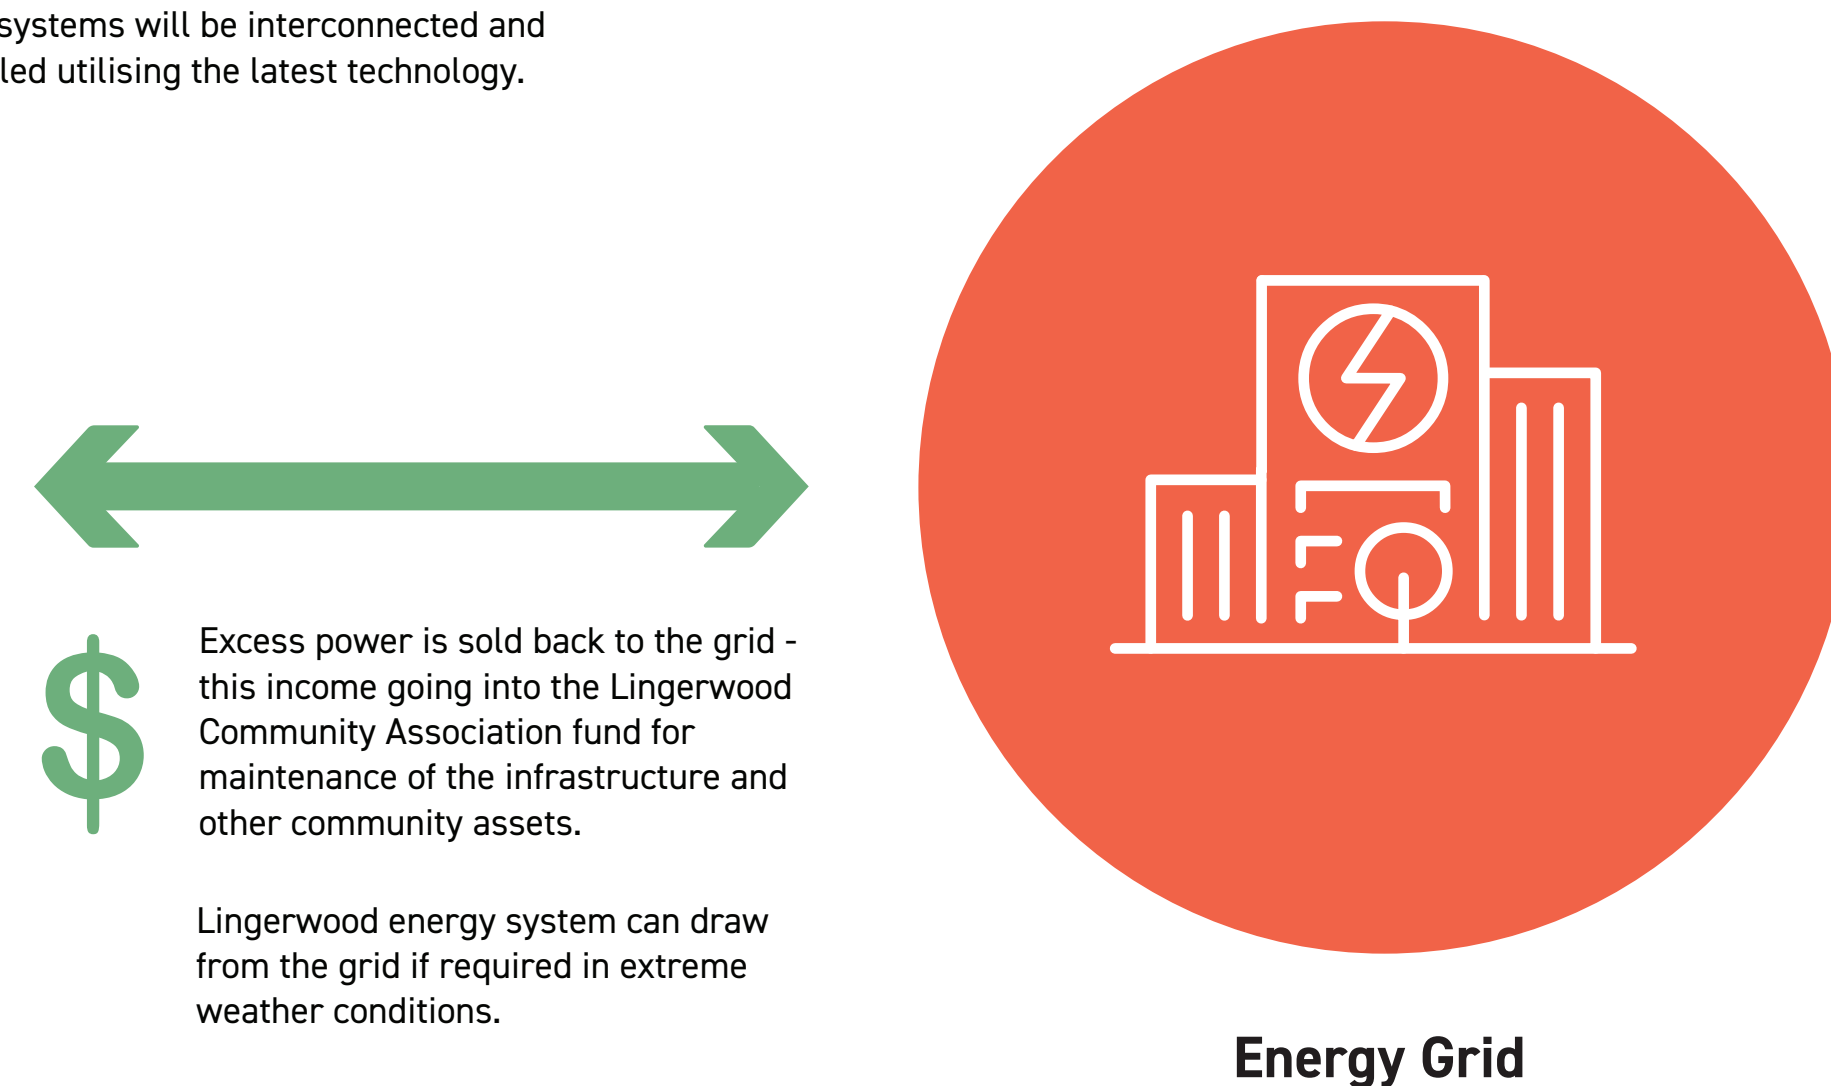 systems will be interconnected and
led utilising the latest technology.
Excess power is sold back to the grid -
this income going into the Lingerwood
Community Association fund for
maintenance of the infrastructure and
other community assets.
Lingerwood energy system can draw
from the grid if required in extreme
weather conditions.
Energy Grid